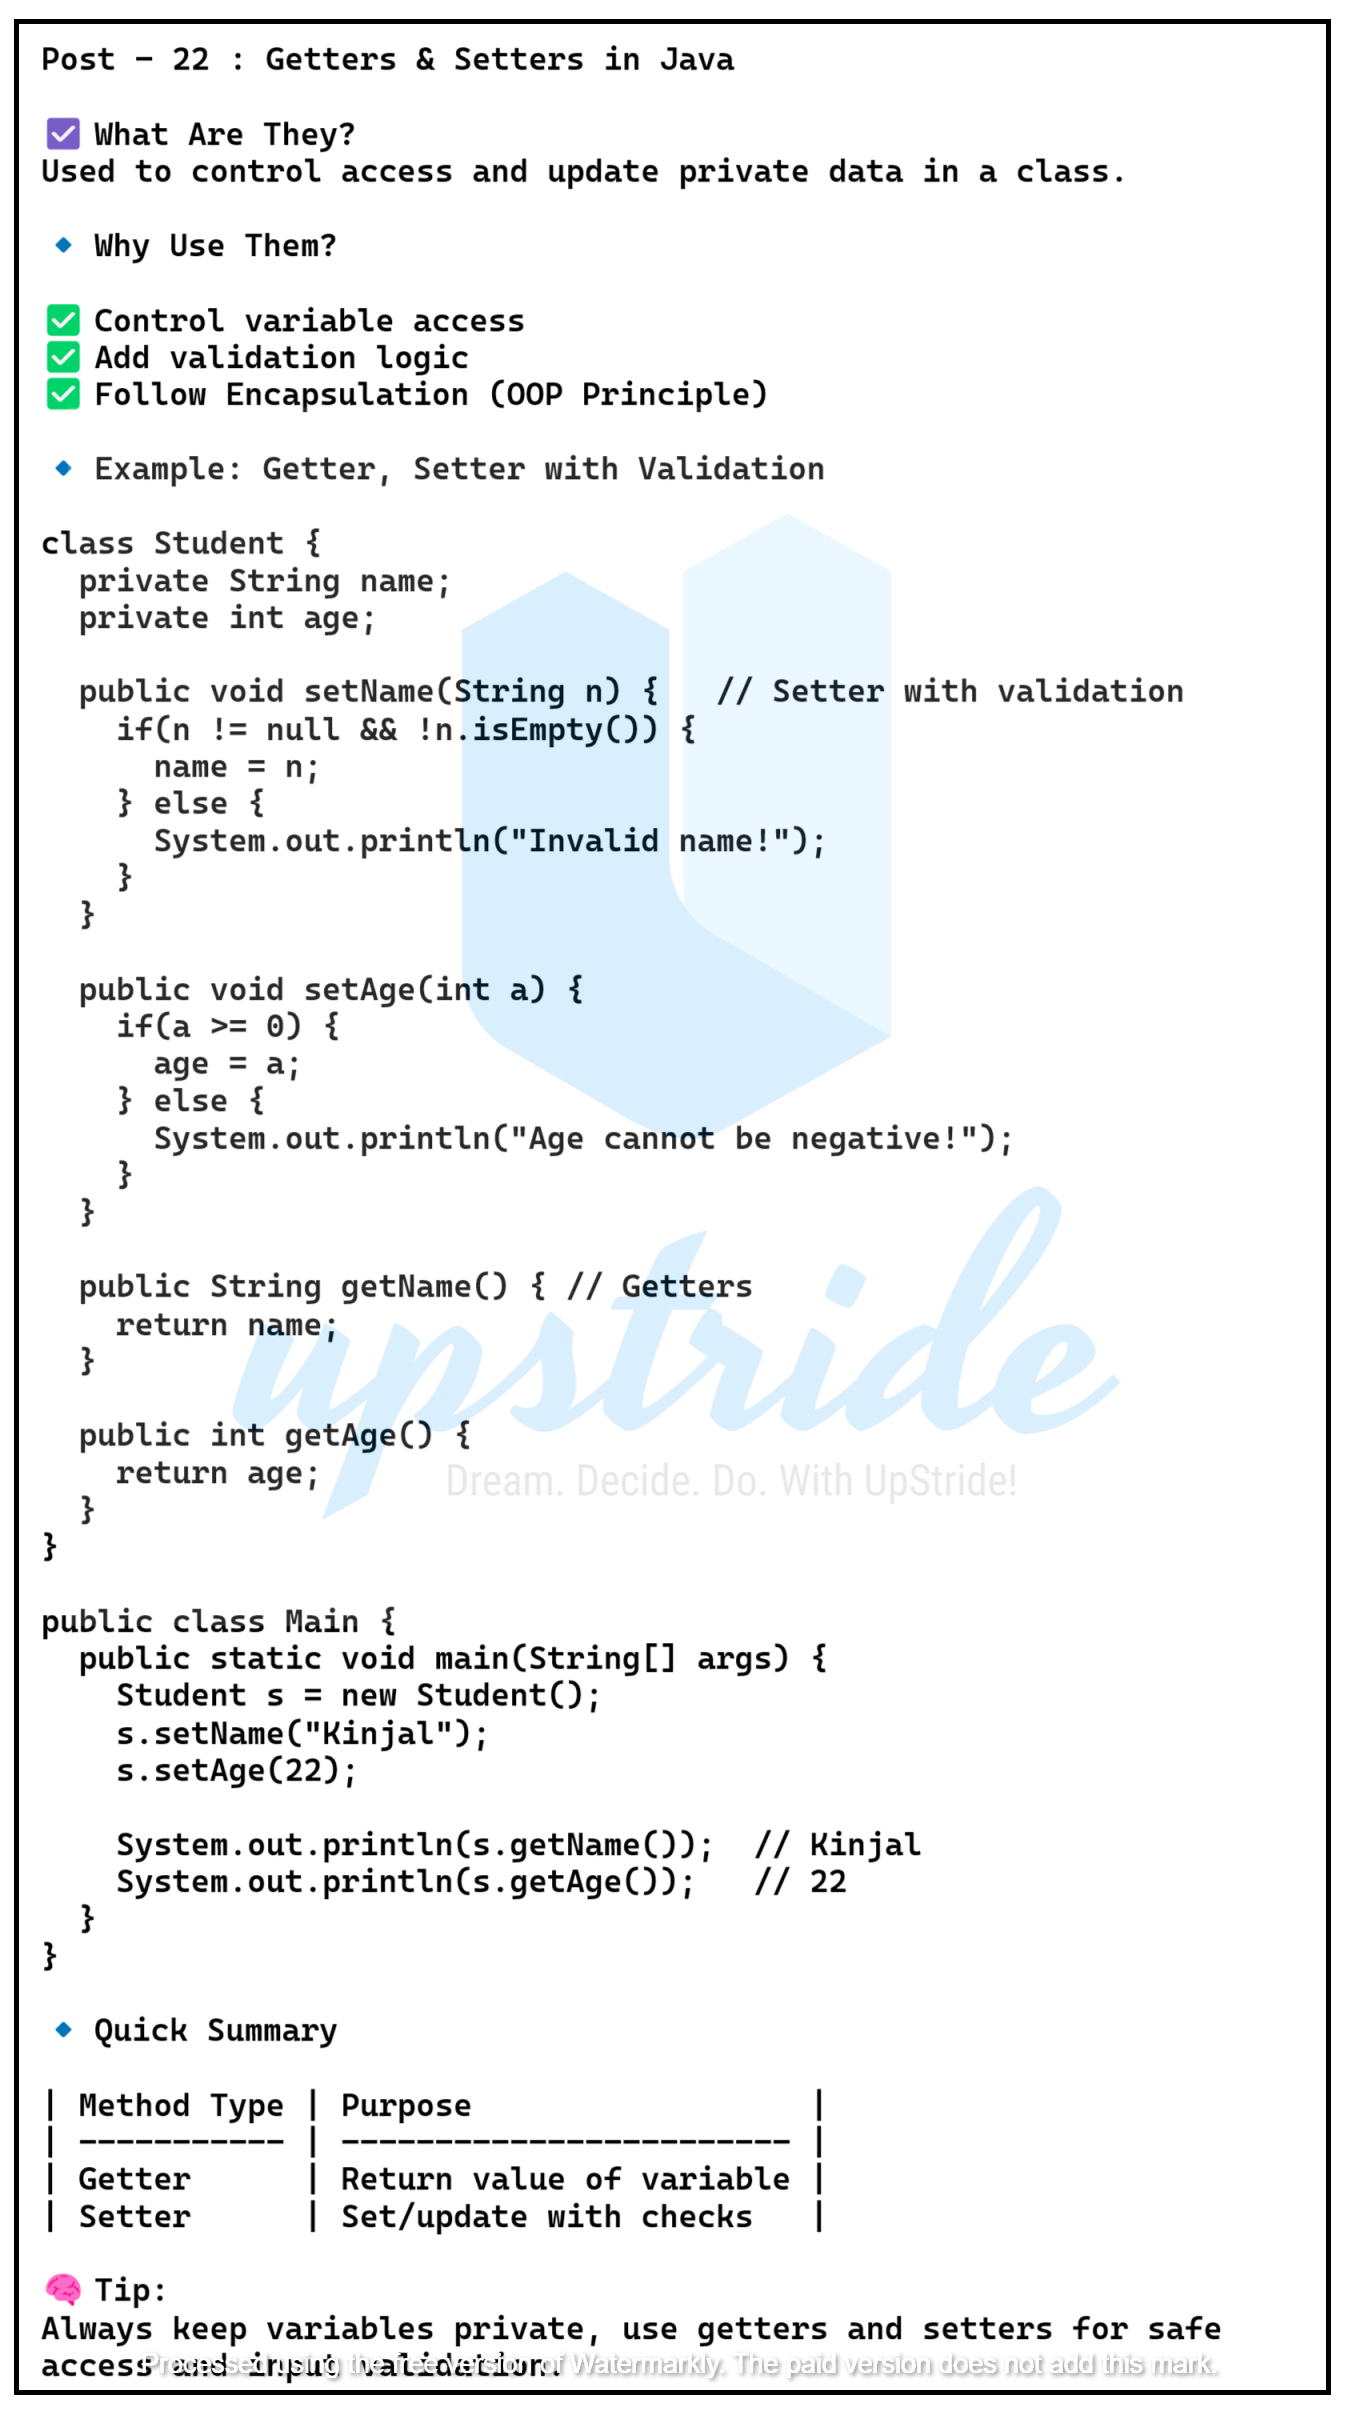 Post - 22 : Getters & Setters in Java
☑ What Are They?
Used to control access and update private data in a class.
🔹 Why Use Them?
✅ Control variable access
✅ Add validation logic
✅ Follow Encapsulation (OOP Principle)
🔹 Example: Getter, Setter with Validation
class Student {
  private String name;
  private int age;
  public void setName(String n) {   // Setter with validation
    if(n != null && !n.isEmpty()) {
      name = n;
    } else {
      System.out.println("Invalid name!");
    }
  }
  public void setAge(int a) {
    if(a >= 0) {
      age = a;
    } else {
      System.out.println("Age cannot be negative!");
    }
  }
  public String getName() { // Getters
    return name;
  }
upstride
  public int getAge() {
    return age;
Dream. Decide. Do. With UpStride!
  }
}
public class Main {
  public static void main(String[] args) {
    Student s = new Student();
    s.setName("Kinjal");
    s.setAge(22);
    System.out.println(s.getName());  // Kinjal
    System.out.println(s.getAge());   // 22
  }
}
🔹 Quick Summary
| Method Type | Purpose                  |
| ----------- | ------------------------ |
| Getter      | Return value of variable |
| Setter      | Set/update with checks   |
🧠 Tip:
Always keep variables private, use getters and setters for safe
access and input validation.
Processed using the free version of Watermarkly. The paid version does not add this mark.